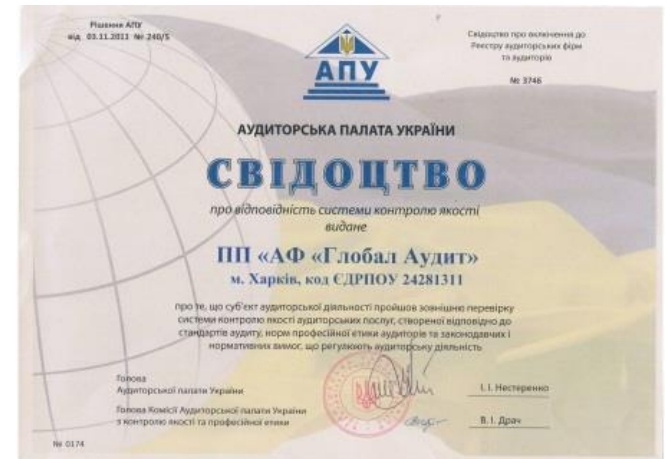 Рішення АПУ
від 03.11.2011 № 240/5
Свідоцтво про включення до
Реєстру аудиторських фірм
та аудиторів
№ 3746
АПУ
АУДИТОРСЬКА ПАЛАТА УКРАЇНИ
СВІДОЦТВО
про відповідність системи контролю якості
видане
ПП «АФ «Глобал Аудит»
м. Харків, код ЄДРПОУ 24281311
про те, що суб'єкт аудиторської діяльності пройшов зовнішню перевірку
системи контролю якості аудиторських послуг, створеної відповідно до
стандартів аудиту, норм професійної етики аудиторів та законодавчих і
нормативних вимог, що регулюють аудиторську діяльність
Голова
Аудиторської палати України
І. І. Нестеренко
Голова Комісії Аудиторської палати України
з контролю якості та професійної етики
В. І. Драч
№ 0174